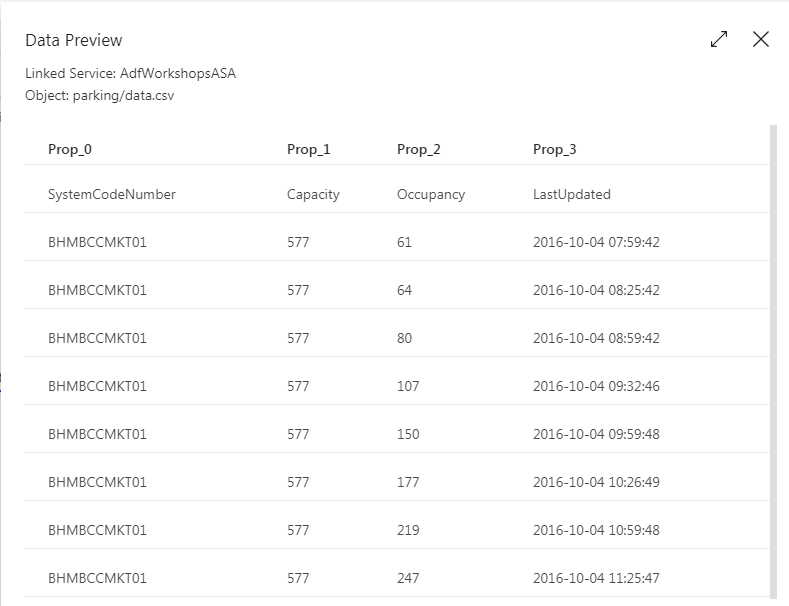 Data Preview
Linked Service: AdfWorkshopsASA
Object: parking/data.csv
Prop_0 Prop_1 Prop_2 Prop_3
SystemCodeNumber Capacity Occupancy LastUpdated
BHMBCCMKT01 577 61 2016-10-04 07:59:42
BHMBCCMKT01 577 64 2016-10-04 08:25:42
BHMBCCMKT01 577 80 2016-10-04 08:59:42
BHMBCCMKT01 577 107 2016-10-04 09:32:46
BHMBCCMKT01 577 150 2016-10-04 09:59:48
BHMBCCMKT01 577 177 2016-10-04 10:26:49
BHMBCCMKT01 577 219 2016-10-04 10:59:48
BHMBCCMKT01 577 247 2016-10-04 11:25:47